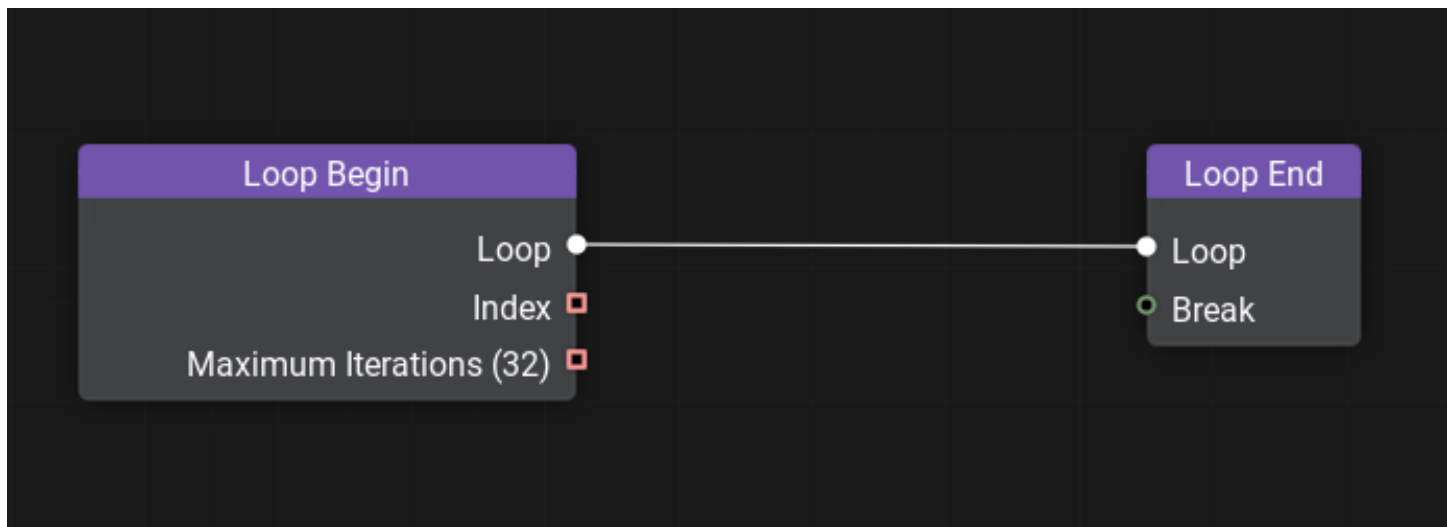 Loop Begin
Loop
Index
Maximum Iterations (32)
Loop End
Loop
Break